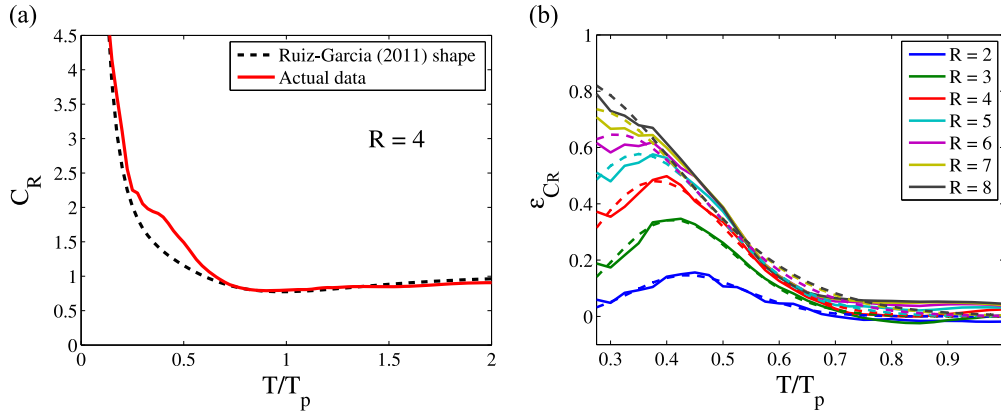 (a)
4.5
4
3.5
3
2.5
2
1.5
1
0.5
0
C_R
Ruiz-Garcia (2011) shape
Actual data
R = 4
0 0.5 1 1.5 2
T/T_p
(b)
1
0.8
0.6
0.4
0.2
0
ε_{C_R}
R = 2
R = 3
R = 4
R = 5
R = 6
R = 7
R = 8
0.3 0.4 0.5 0.6 0.7 0.8 0.9
T/T_p